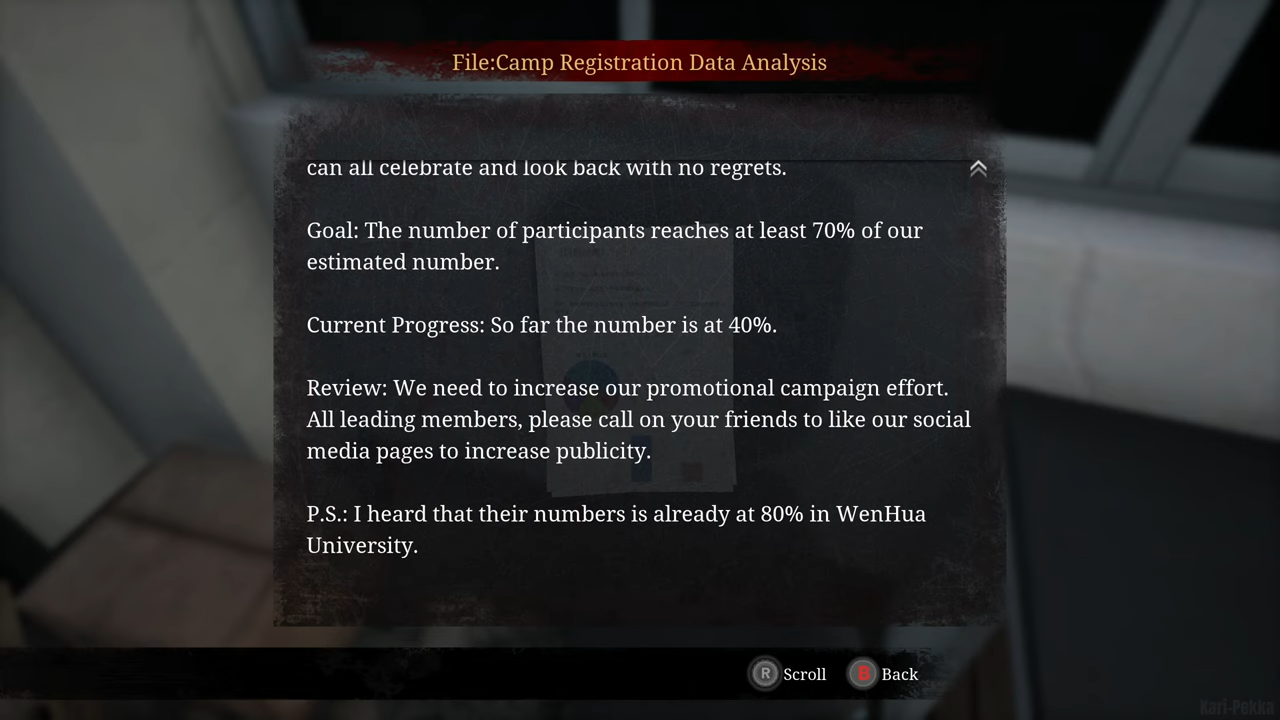 File:Camp Registration Data Analysis
can all celebrate and look back with no regrets.
Goal: The number of participants reaches at least 70% of our
estimated number.
Current Progress: So far the number is at 40%.
Review: We need to increase our promotional campaign effort.
All leading members, please call on your friends to like our social
media pages to increase publicity.
P.S.: I heard that their numbers is already at 80% in WenHua
University.
R Scroll B Back
Kari-Pekka